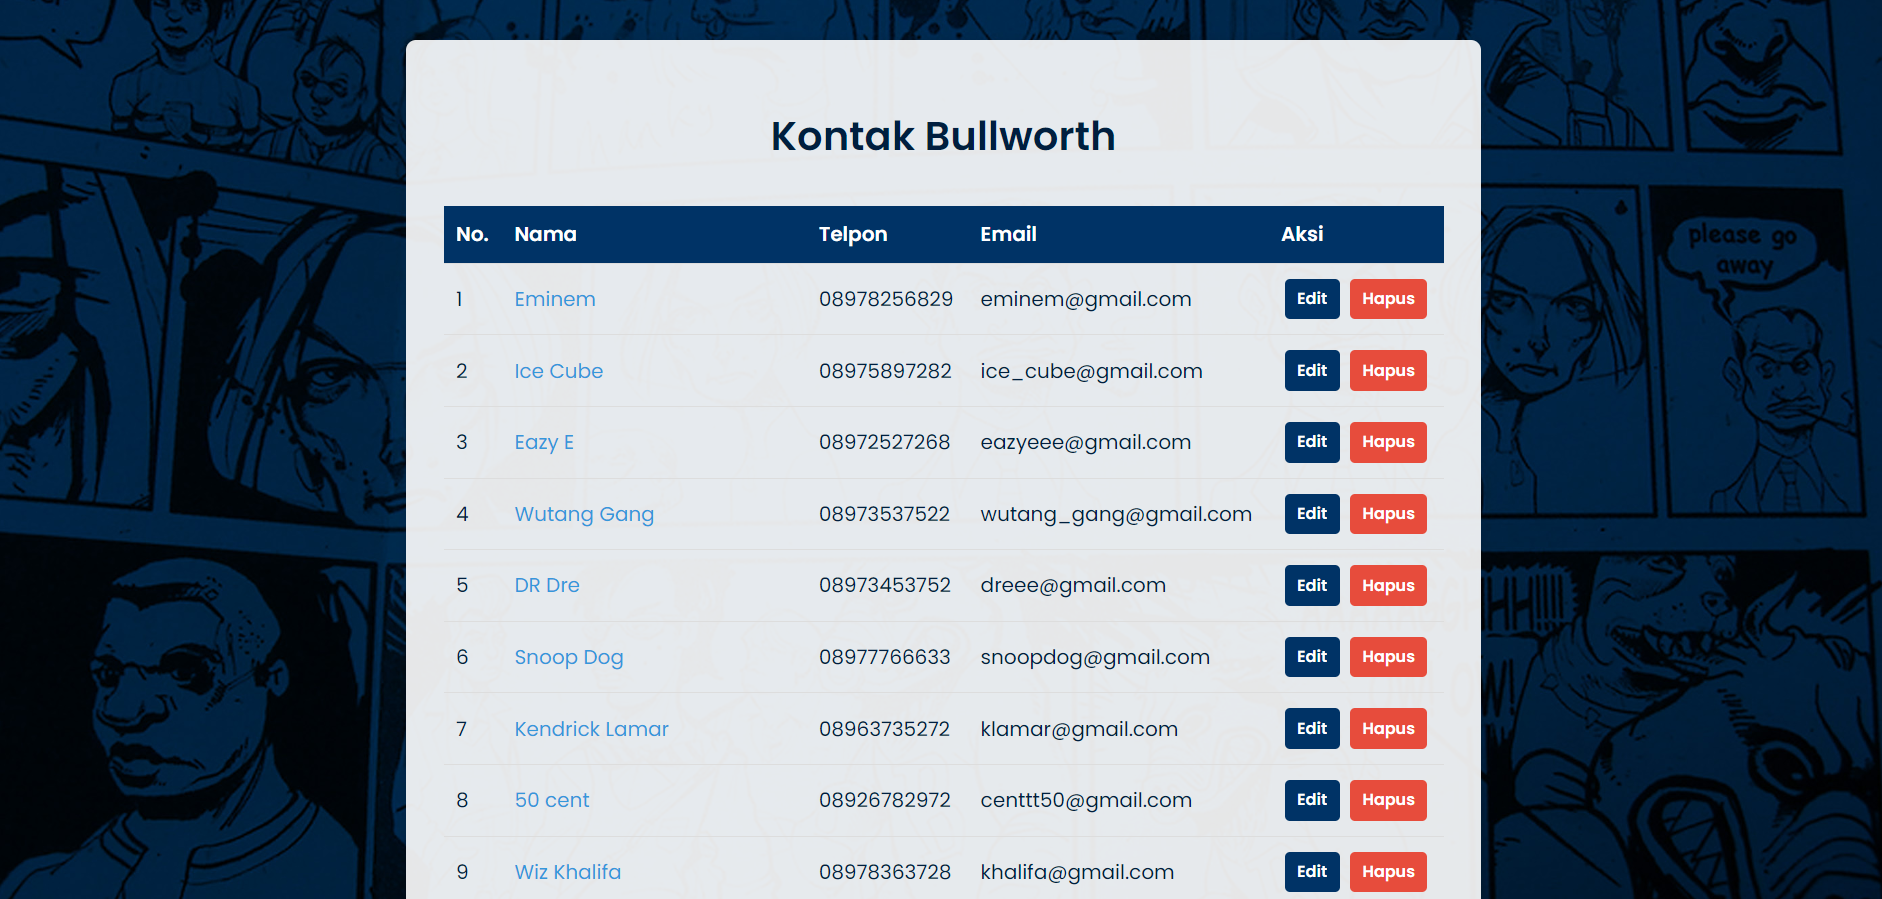 Kontak Bullworth
No. Nama Telpon Email Aksi
1 Eminem 08978256829 eminem@gmail.com Edit Hapus
2 Ice Cube 08975897282 ice_cube@gmail.com Edit Hapus
3 Eazy E 08972527268 eazyeee@gmail.com Edit Hapus
4 Wutang Gang 08973537522 wutang_gang@gmail.com Edit Hapus
5 DR Dre 08973453752 dreee@gmail.com Edit Hapus
6 Snoop Dog 08977766633 snoopdog@gmail.com Edit Hapus
7 Kendrick Lamar 08963735272 klamar@gmail.com Edit Hapus
8 50 cent 08926782972 centtt50@gmail.com Edit Hapus
9 Wiz Khalifa 08978363728 khalifa@gmail.com Edit Hapus
please go
away